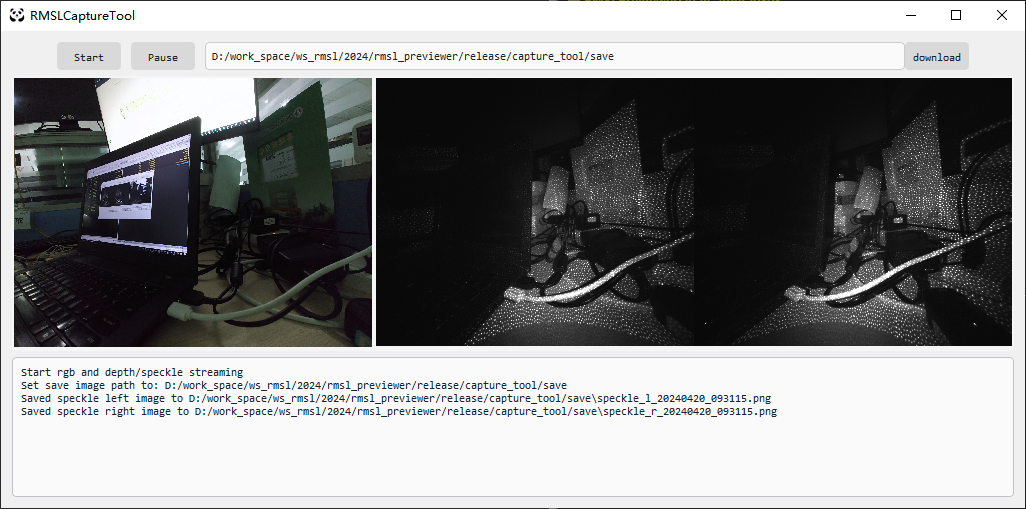 RMSLCaptureTool
Start
Pause
D:/work_space/ws_rmsl/2024/rmsl_previewer/release/capture_tool/save
download
Start rgb and depth/speckle streaming
Set save image path to: D:/work_space/ws_rmsl/2024/rmsl_previewer/release/capture_tool/save
Saved speckle left image to D:/work_space/ws_rmsl/2024/rmsl_previewer/release/capture_tool/save\speckle_l_20240420_093115.png
Saved speckle right image to D:/work_space/ws_rmsl/2024/rmsl_previewer/release/capture_tool/save\speckle_r_20240420_093115.png